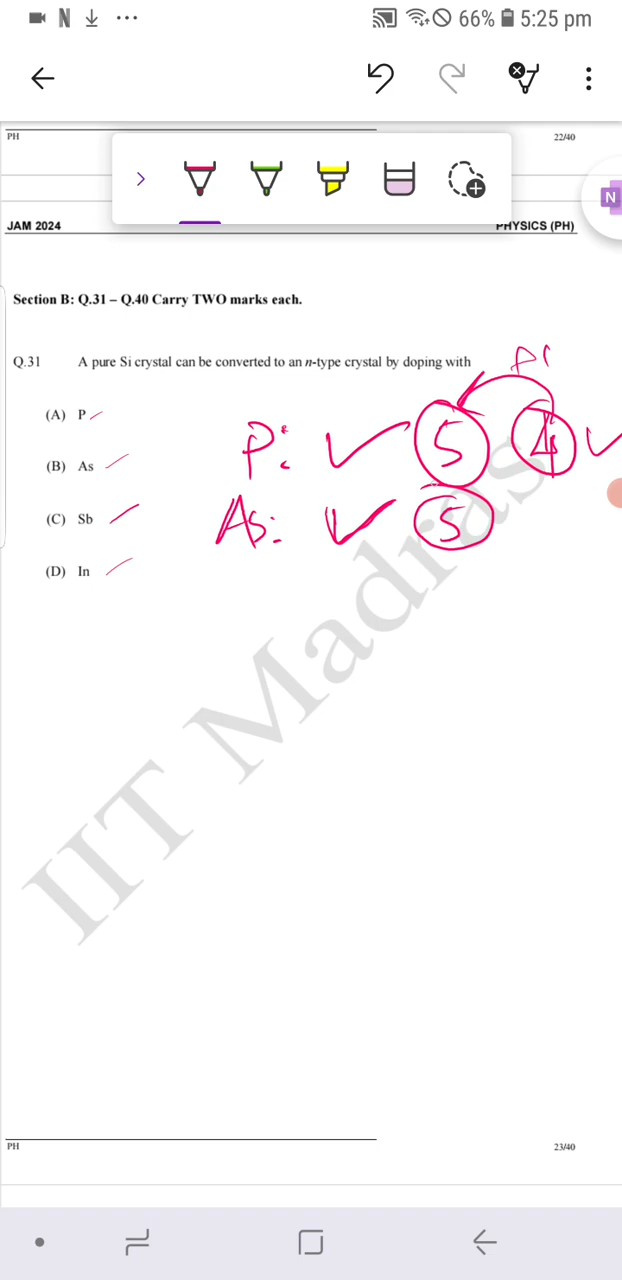 N ... 66% 5:25 pm
PH 22/40
N
JAM 2024 PHYSICS (PH)
Section B: Q.31 – Q.40 Carry TWO marks each.
Q.31 A pure Si crystal can be converted to an n-type crystal by doping with
(A) P
P: 5 4
(B) As
(C) Sb
As: 5
(D) In
IIT Madras
PH 23/40